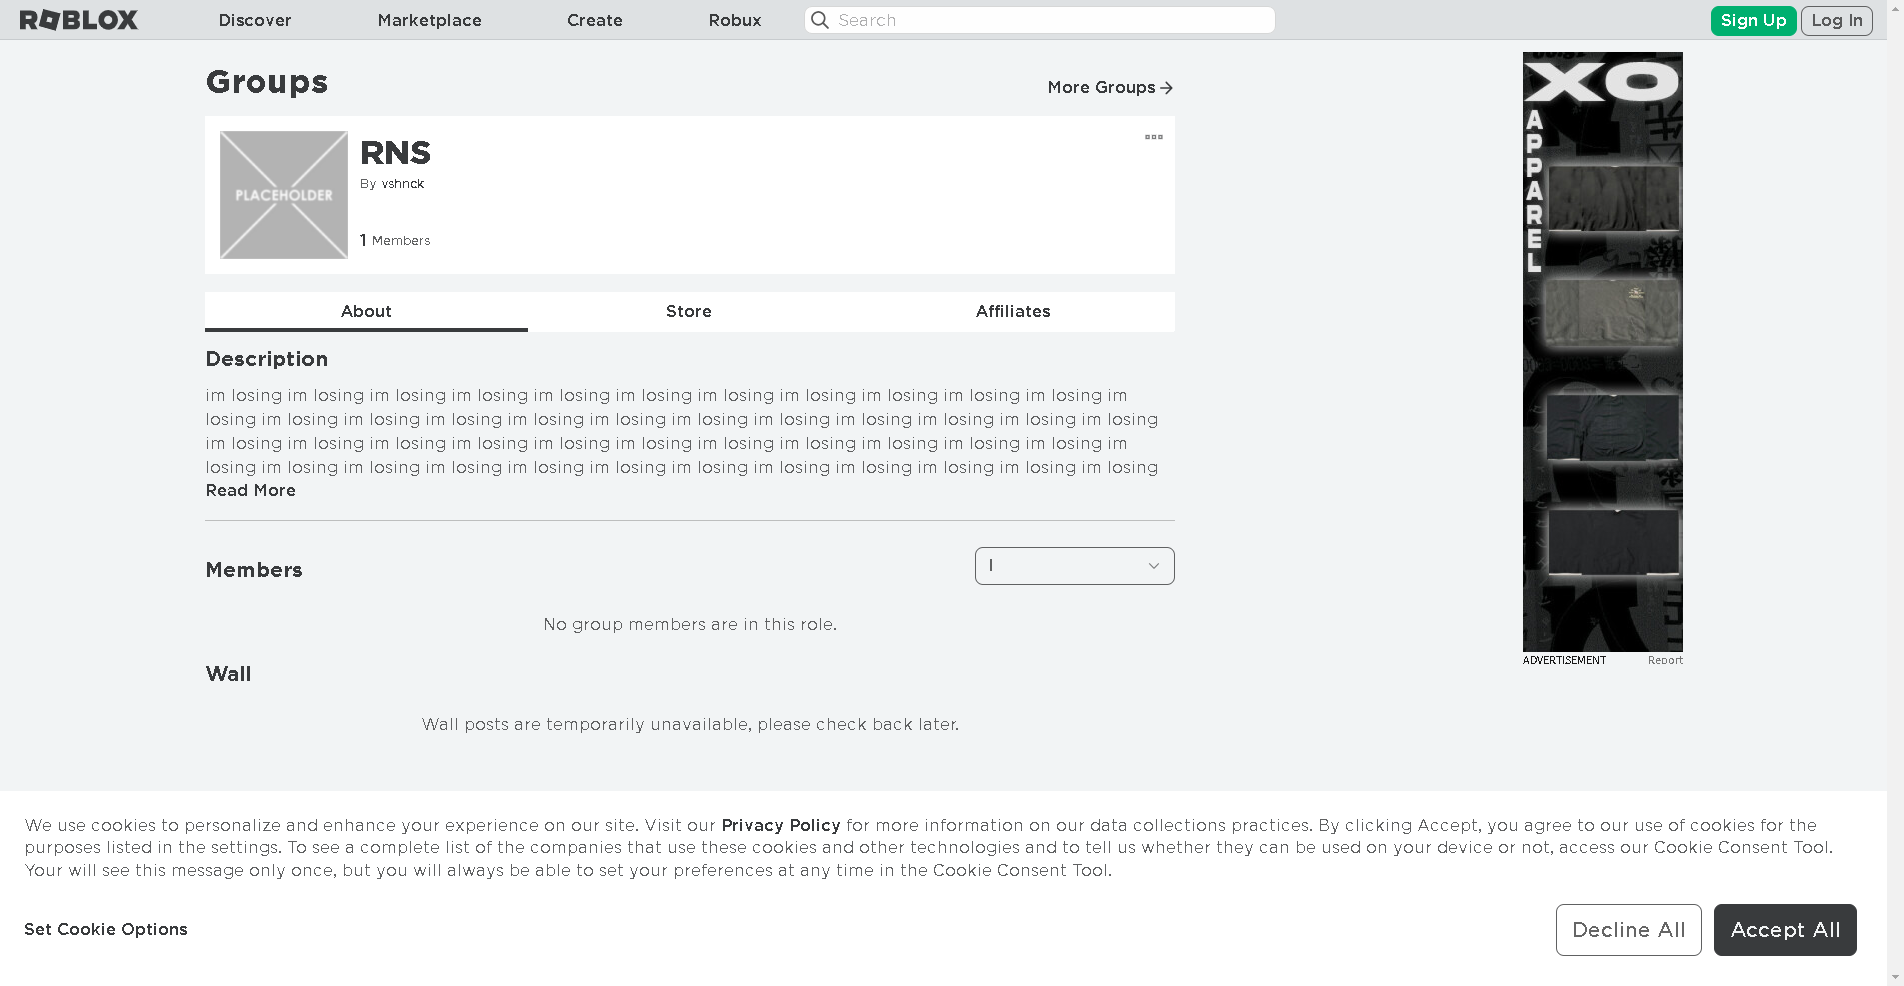 ROBLOX
Discover
Marketplace
Create
Robux
Search
Sign Up
Log In
Groups
More Groups
PLACEHOLDER
RNS
By vshnck
1 Members
About
Store
Affiliates
Description
im losing im losing im losing im losing im losing im losing im losing im losing im losing im losing im losing im
losing im losing im losing im losing im losing im losing im losing im losing im losing im losing im losing im losing
im losing im losing im losing im losing im losing im losing im losing im losing im losing im losing im losing im
losing im losing im losing im losing im losing im losing im losing im losing im losing im losing im losing im losing
Read More
Members
l
No group members are in this role.
Wall
Wall posts are temporarily unavailable, please check back later.
XO
APPAREL
ADVERTISEMENT
Report
We use cookies to personalize and enhance your experience on our site. Visit our Privacy Policy for more information on our data collections practices. By clicking Accept, you agree to our use of cookies for the
purposes listed in the settings. To see a complete list of the companies that use these cookies and other technologies and to tell us whether they can be used on your device or not, access our Cookie Consent Tool.
Your will see this message only once, but you will always be able to set your preferences at any time in the Cookie Consent Tool.
Set Cookie Options
Decline All
Accept All